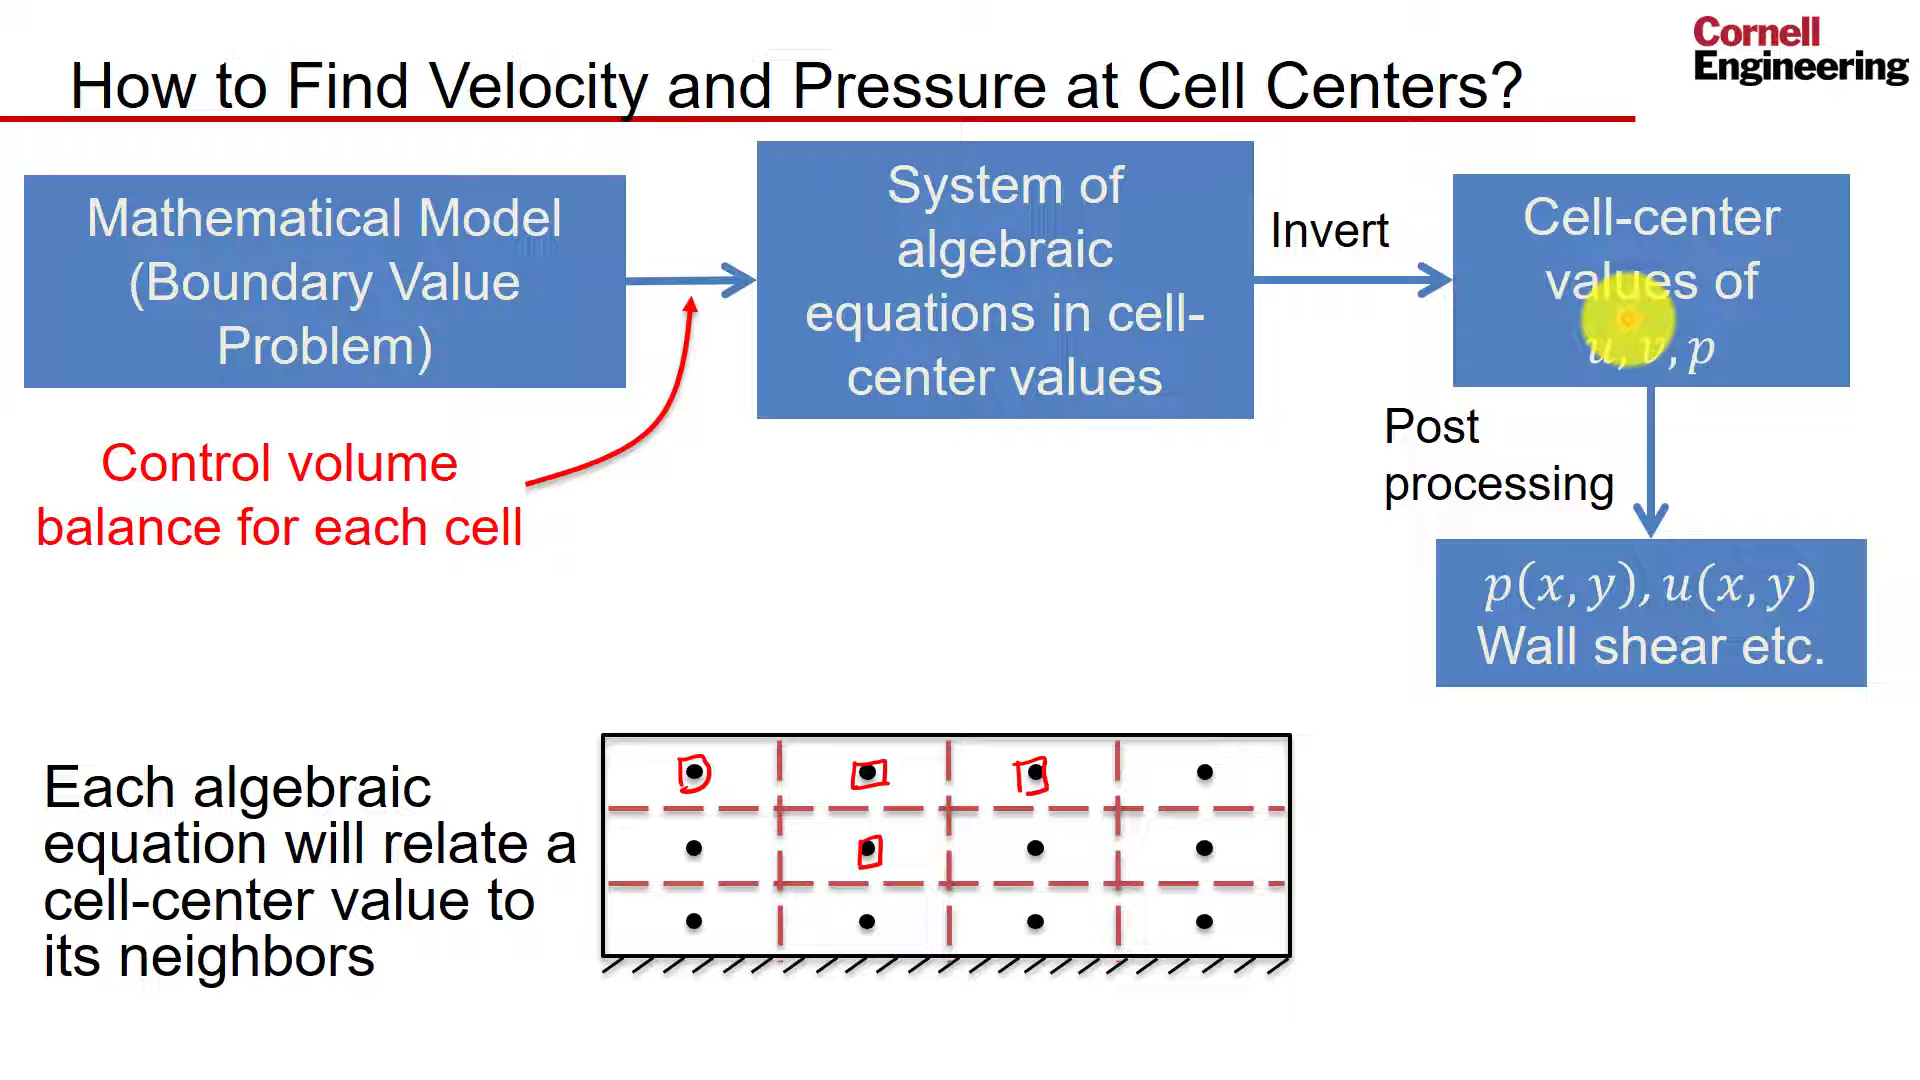 Cornell
Engineering
How to Find Velocity and Pressure at Cell Centers?
Mathematical Model
(Boundary Value
Problem)
System of
algebraic
equations in cell-
center values
Invert
Cell-center
values of
u, v, p
Control volume
balance for each cell
Post
processing
p(x, y), u(x, y)
Wall shear etc.
Each algebraic
equation will relate a
cell-center value to
its neighbors